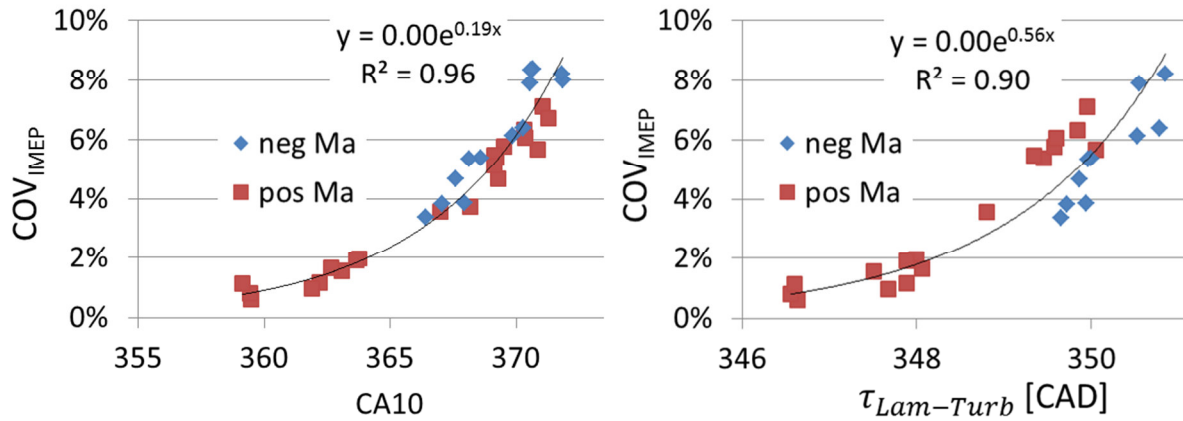 10%
8%
6%
4%
2%
0%
COV_IMEP
y = 0.00e^0.19x
R² = 0.96
neg Ma
pos Ma
355
360
365
370
CA10
10%
8%
6%
4%
2%
0%
COV_IMEP
y = 0.00e^0.56x
R² = 0.90
neg Ma
pos Ma
346
348
350
τ_Lam−Turb [CAD]